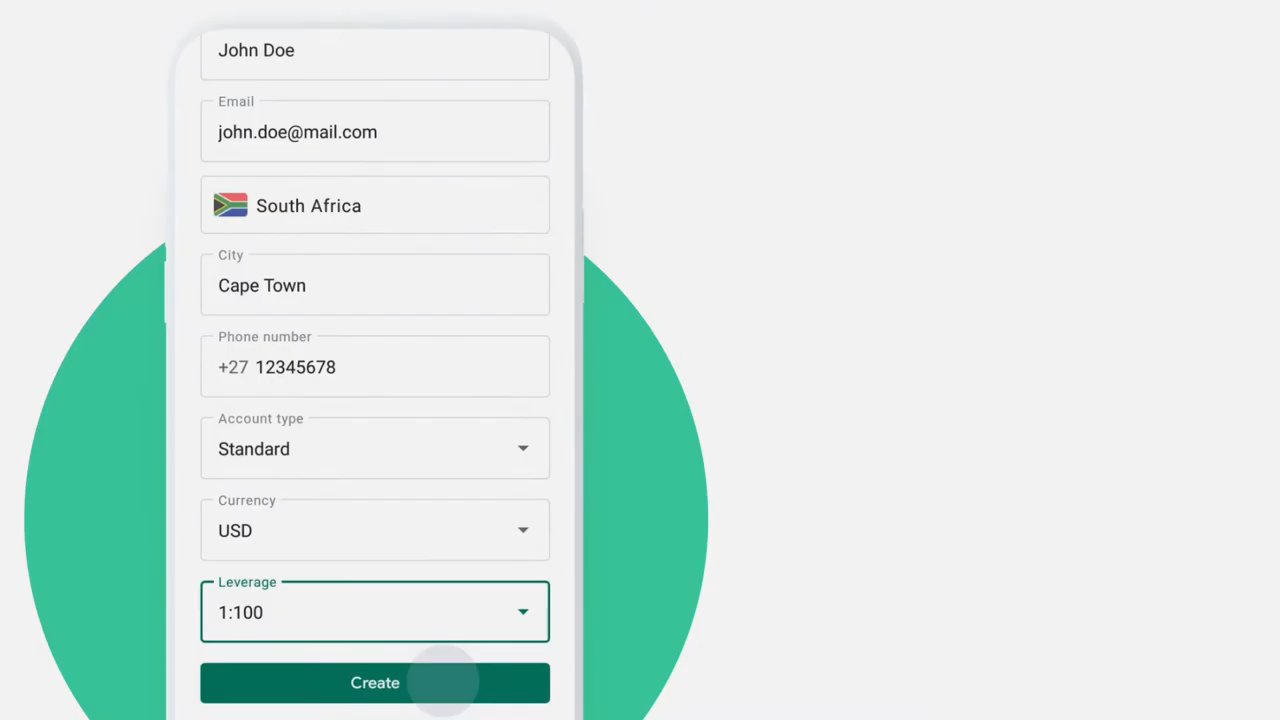 John Doe
Email
john.doe@mail.com
South Africa
City
Cape Town
Phone number
+27 12345678
Account type
Standard
Currency
USD
Leverage
1:100
Create